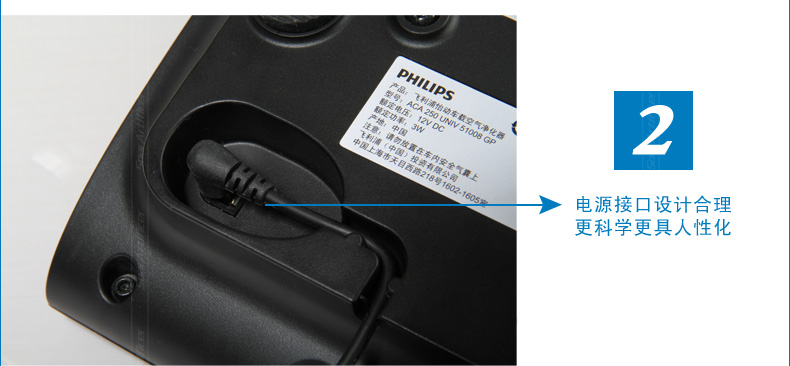 PHILIPS
产品：飞利浦怡动车载空气净化器
型号：ACA 250 UNIV 51008 GP
额定电压：12V DC
额定功率：3W
产地：中国
注意：请勿放置在车内安全气囊上
飞利浦（中国）投资有限公司
中国上海市天目西路218号1602-1605室
2
电源接口设计合理
更科学更具人性化